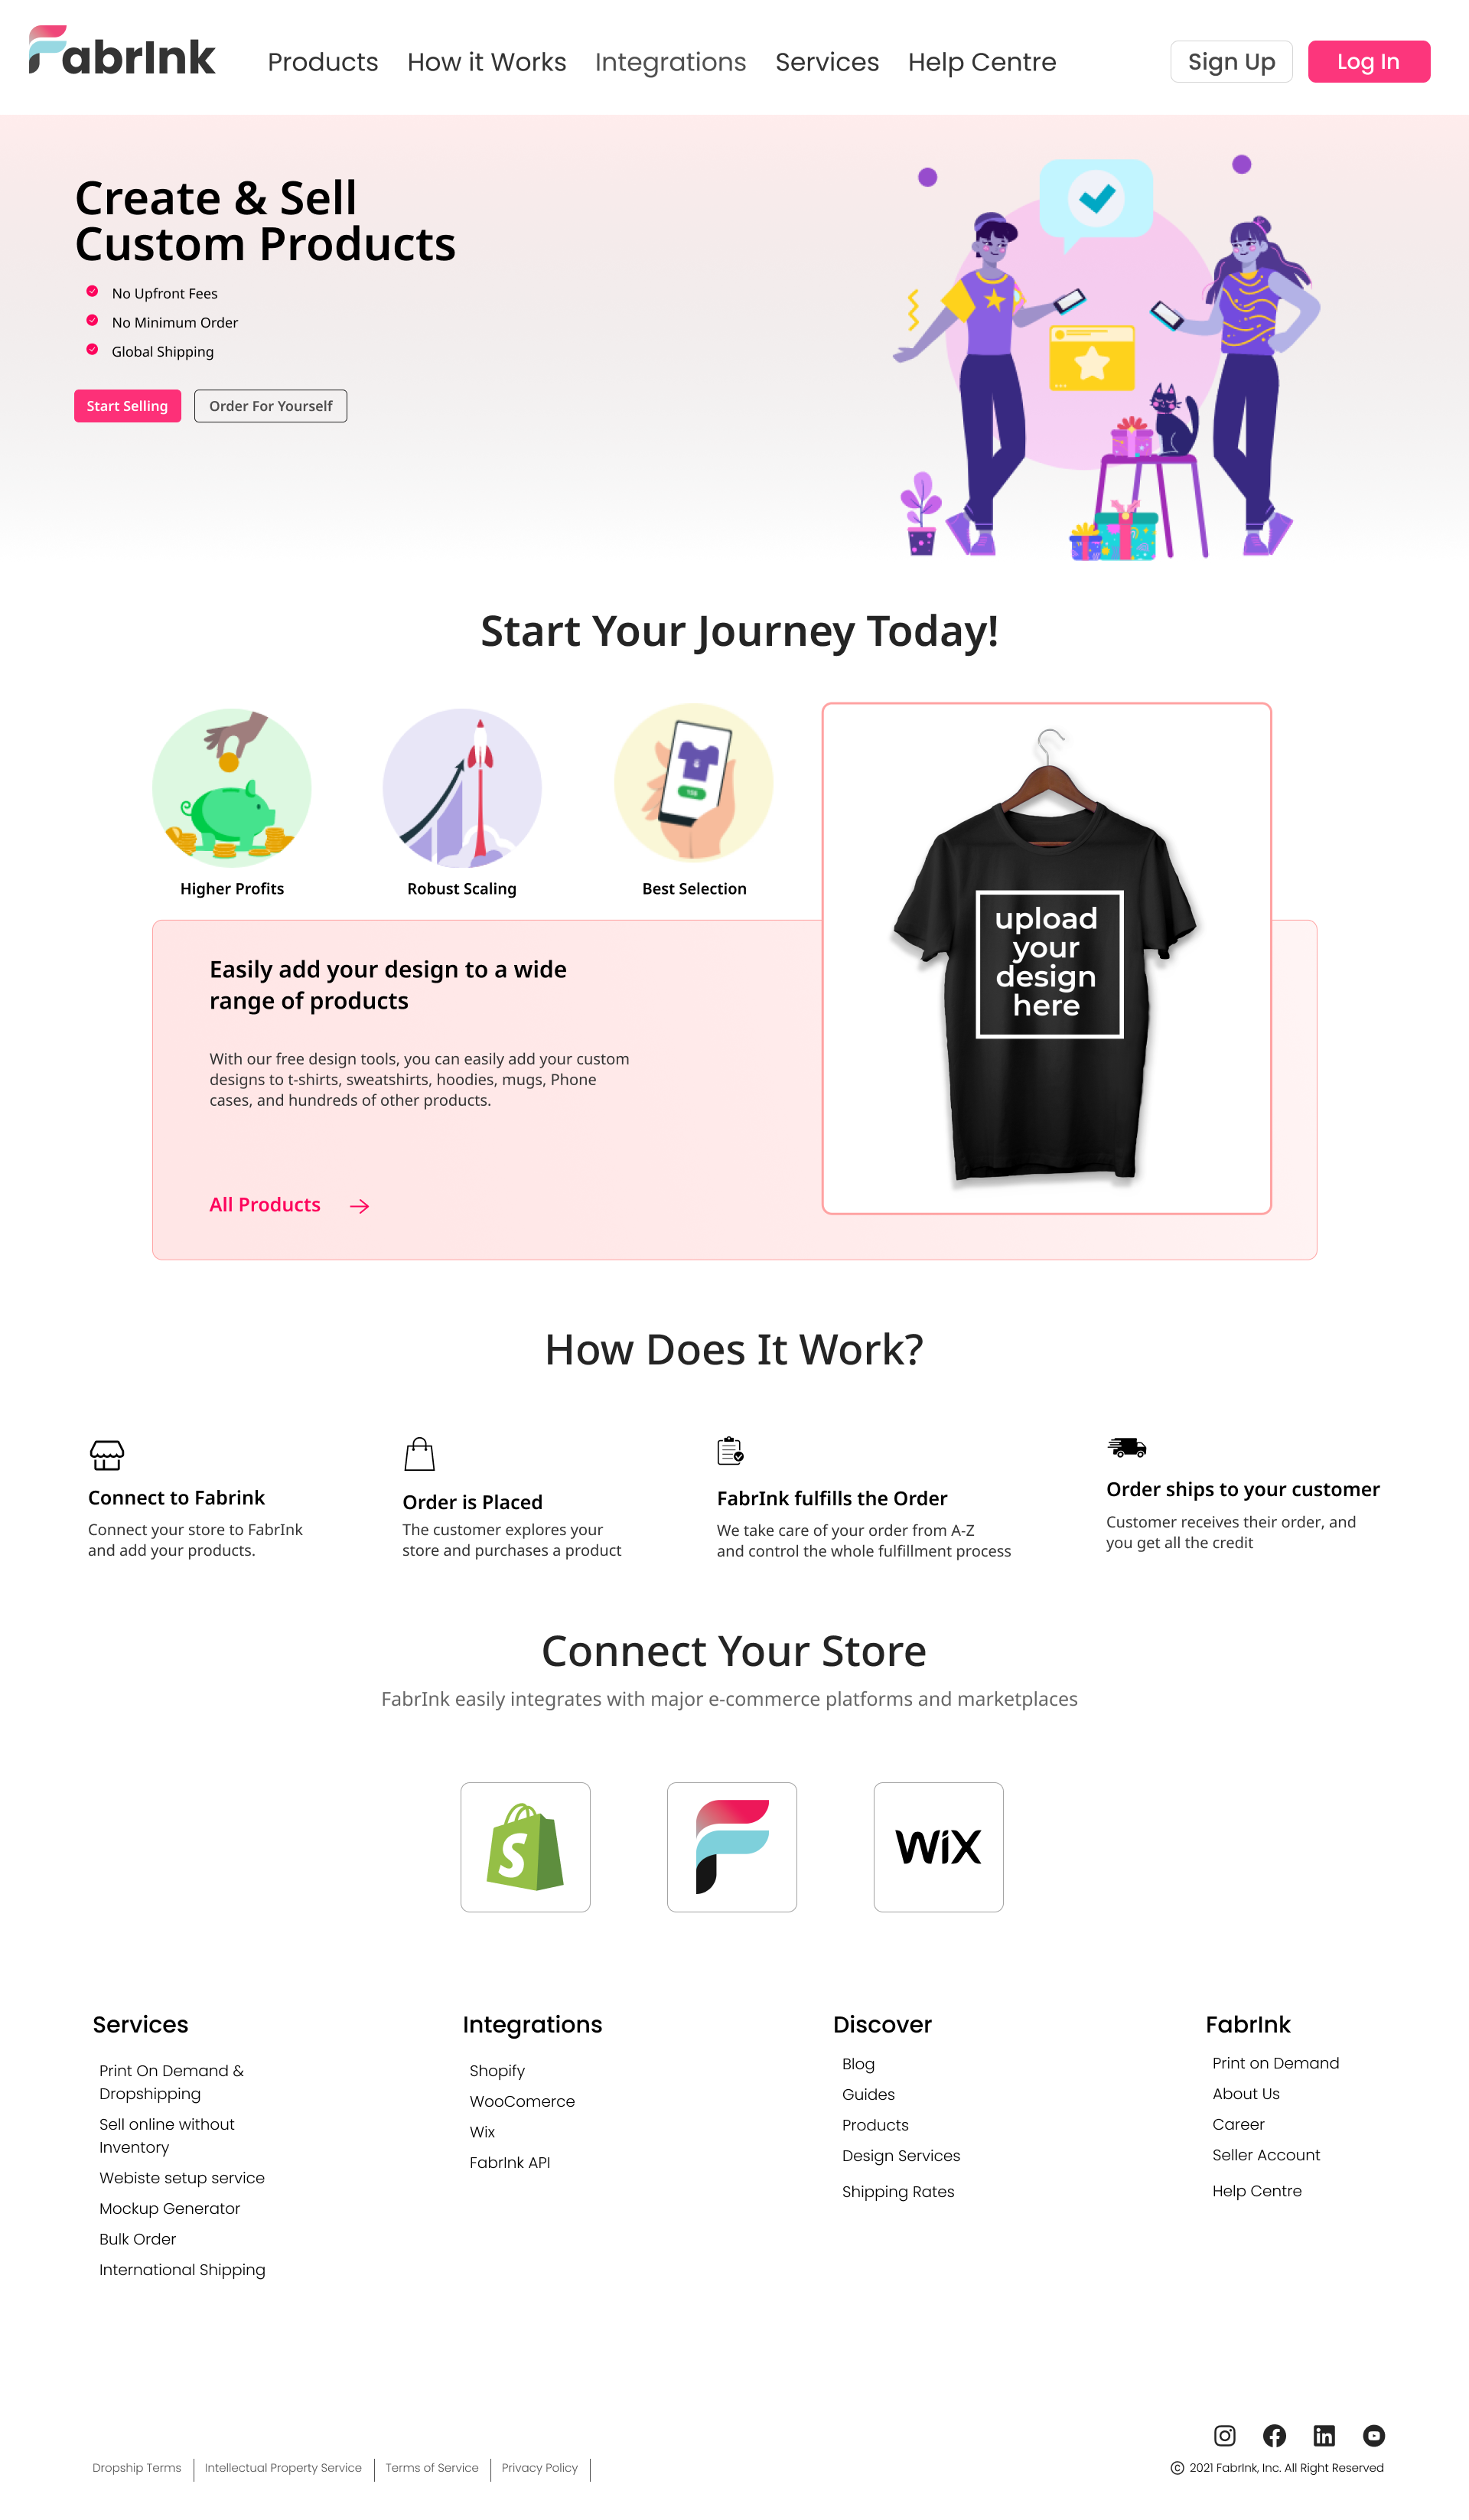 FabrInk
Products
How it Works
Integrations
Services
Help Centre
Sign Up
Log In
Create & Sell
Custom Products
No Upfront Fees
No Minimum Order
Global Shipping
Start Selling
Order For Yourself
Start Your Journey Today!
Higher Profits
Robust Scaling
Best Selection
Easily add your design to a wide
range of products
With our free design tools, you can easily add your custom
designs to t-shirts, sweatshirts, hoodies, mugs, Phone
cases, and hundreds of other products.
All Products
upload
your
design
here
How Does It Work?
Connect to Fabrink
Connect your store to FabrInk
and add your products.
Order is Placed
The customer explores your
store and purchases a product
FabrInk fulfills the Order
We take care of your order from A-Z
and control the whole fulfillment process
Order ships to your customer
Customer receives their order, and
you get all the credit
Connect Your Store
FabrInk easily integrates with major e-commerce platforms and marketplaces
S
F
WiX
Services
Print On Demand &
Dropshipping
Sell online without
Inventory
Webiste setup service
Mockup Generator
Bulk Order
International Shipping
Integrations
Shopify
WooComerce
Wix
FabrInk API
Discover
Blog
Guides
Products
Design Services
Shipping Rates
FabrInk
Print on Demand
About Us
Career
Seller Account
Help Centre
Dropship Terms
Intellectual Property Service
Terms of Service
Privacy Policy
© 2021 FabrInk, Inc. All Right Reserved